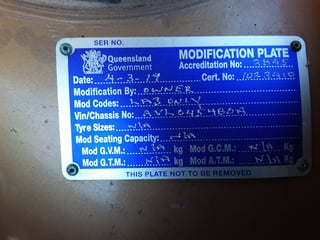 SER NO.
Queensland Government
MODIFICATION PLATE
Accreditation No.: 3845
Date: 4-3-19 Cert. No.:
Modification By: OWNER
Mod Codes: LA3 ONLY
Vin/Chassis No.:
Tyre Sizes: N/A
Mod Seating Capacity: N/A
Mod G.V.M.: N/A kg Mod G.C.M.: N/A kg
Mod G.T.M.: N/A kg Mod A.T.M.: N/A Kg
THIS PLATE NOT TO BE REMOVED